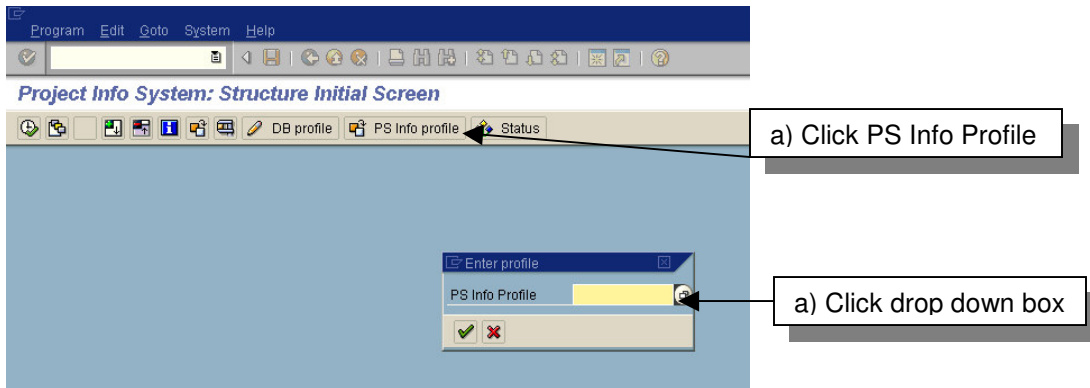 Program Edit Goto System Help
Project Info System: Structure Initial Screen
DB profile PS Info profile Status
a) Click PS Info Profile
Enter profile
PS Info Profile
a) Click drop down box